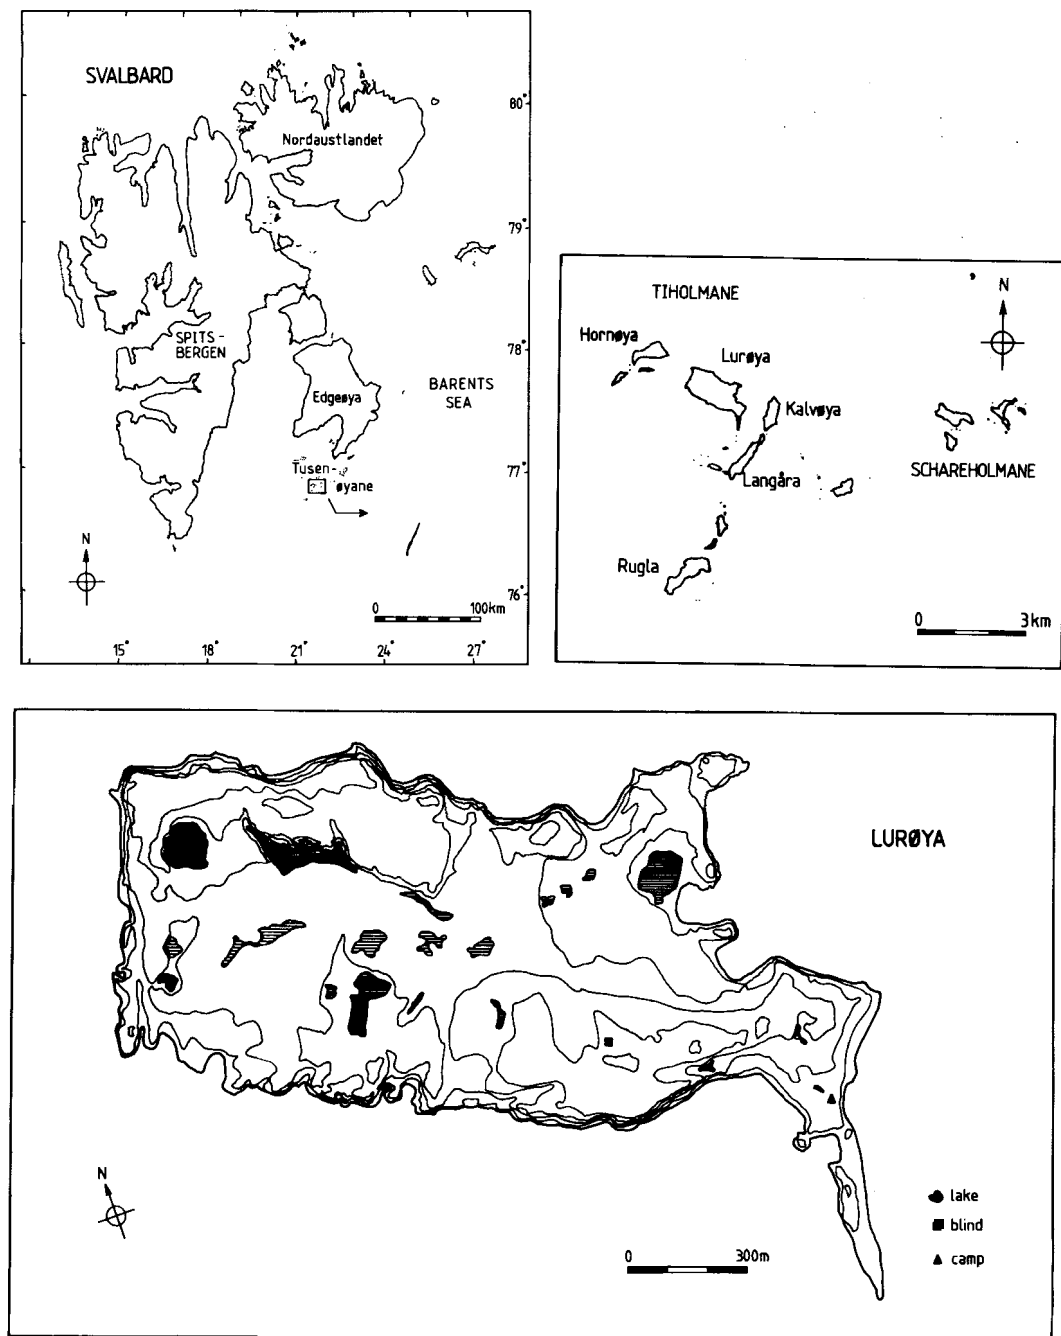 SVALBARD
80°
Nordaustlandet
79°
SPITS-
BERGEN
78°
Edgeøya
BARENTS
SEA
Tusen-
øyane
77°
N
76°
0 100km
15° 18° 21° 24° 27°
TIHOLMANE
N
Hornøya
Lurøya
Kalvøya
SCHAREHOLMANE
Langåra
Rugla
0 3km
LURØYA
N
lake
blind
camp
0 300m